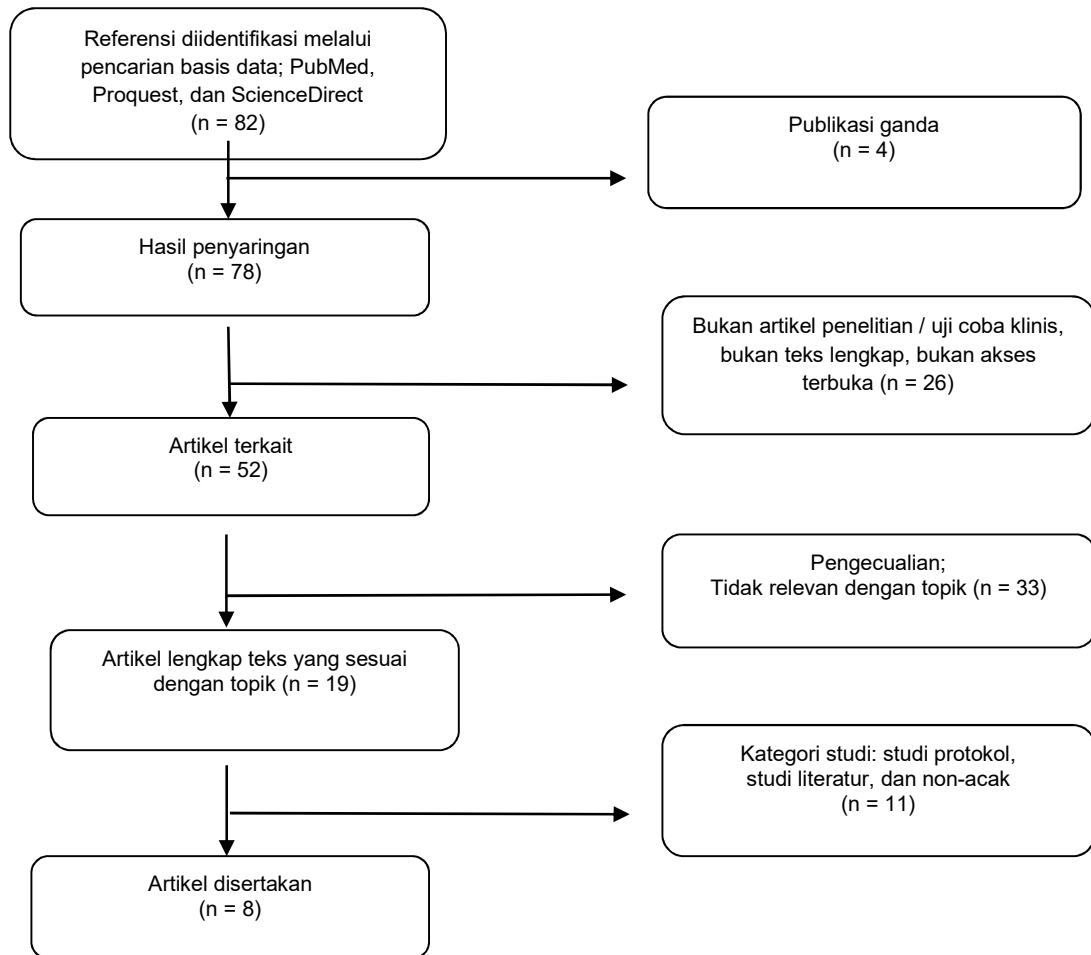 Referensi diidentifikasi melalui
pencarian basis data; PubMed,
Proquest, dan ScienceDirect
(n = 82)
Publikasi ganda
(n = 4)
Hasil penyaringan
(n = 78)
Bukan artikel penelitian / uji coba klinis,
bukan teks lengkap, bukan akses
terbuka (n = 26)
Artikel terkait
(n = 52)
Pengecualian;
Tidak relevan dengan topik (n = 33)
Artikel lengkap teks yang sesuai
dengan topik (n = 19)
Kategori studi: studi protokol,
studi literatur, dan non-acak
(n = 11)
Artikel disertakan
(n = 8)